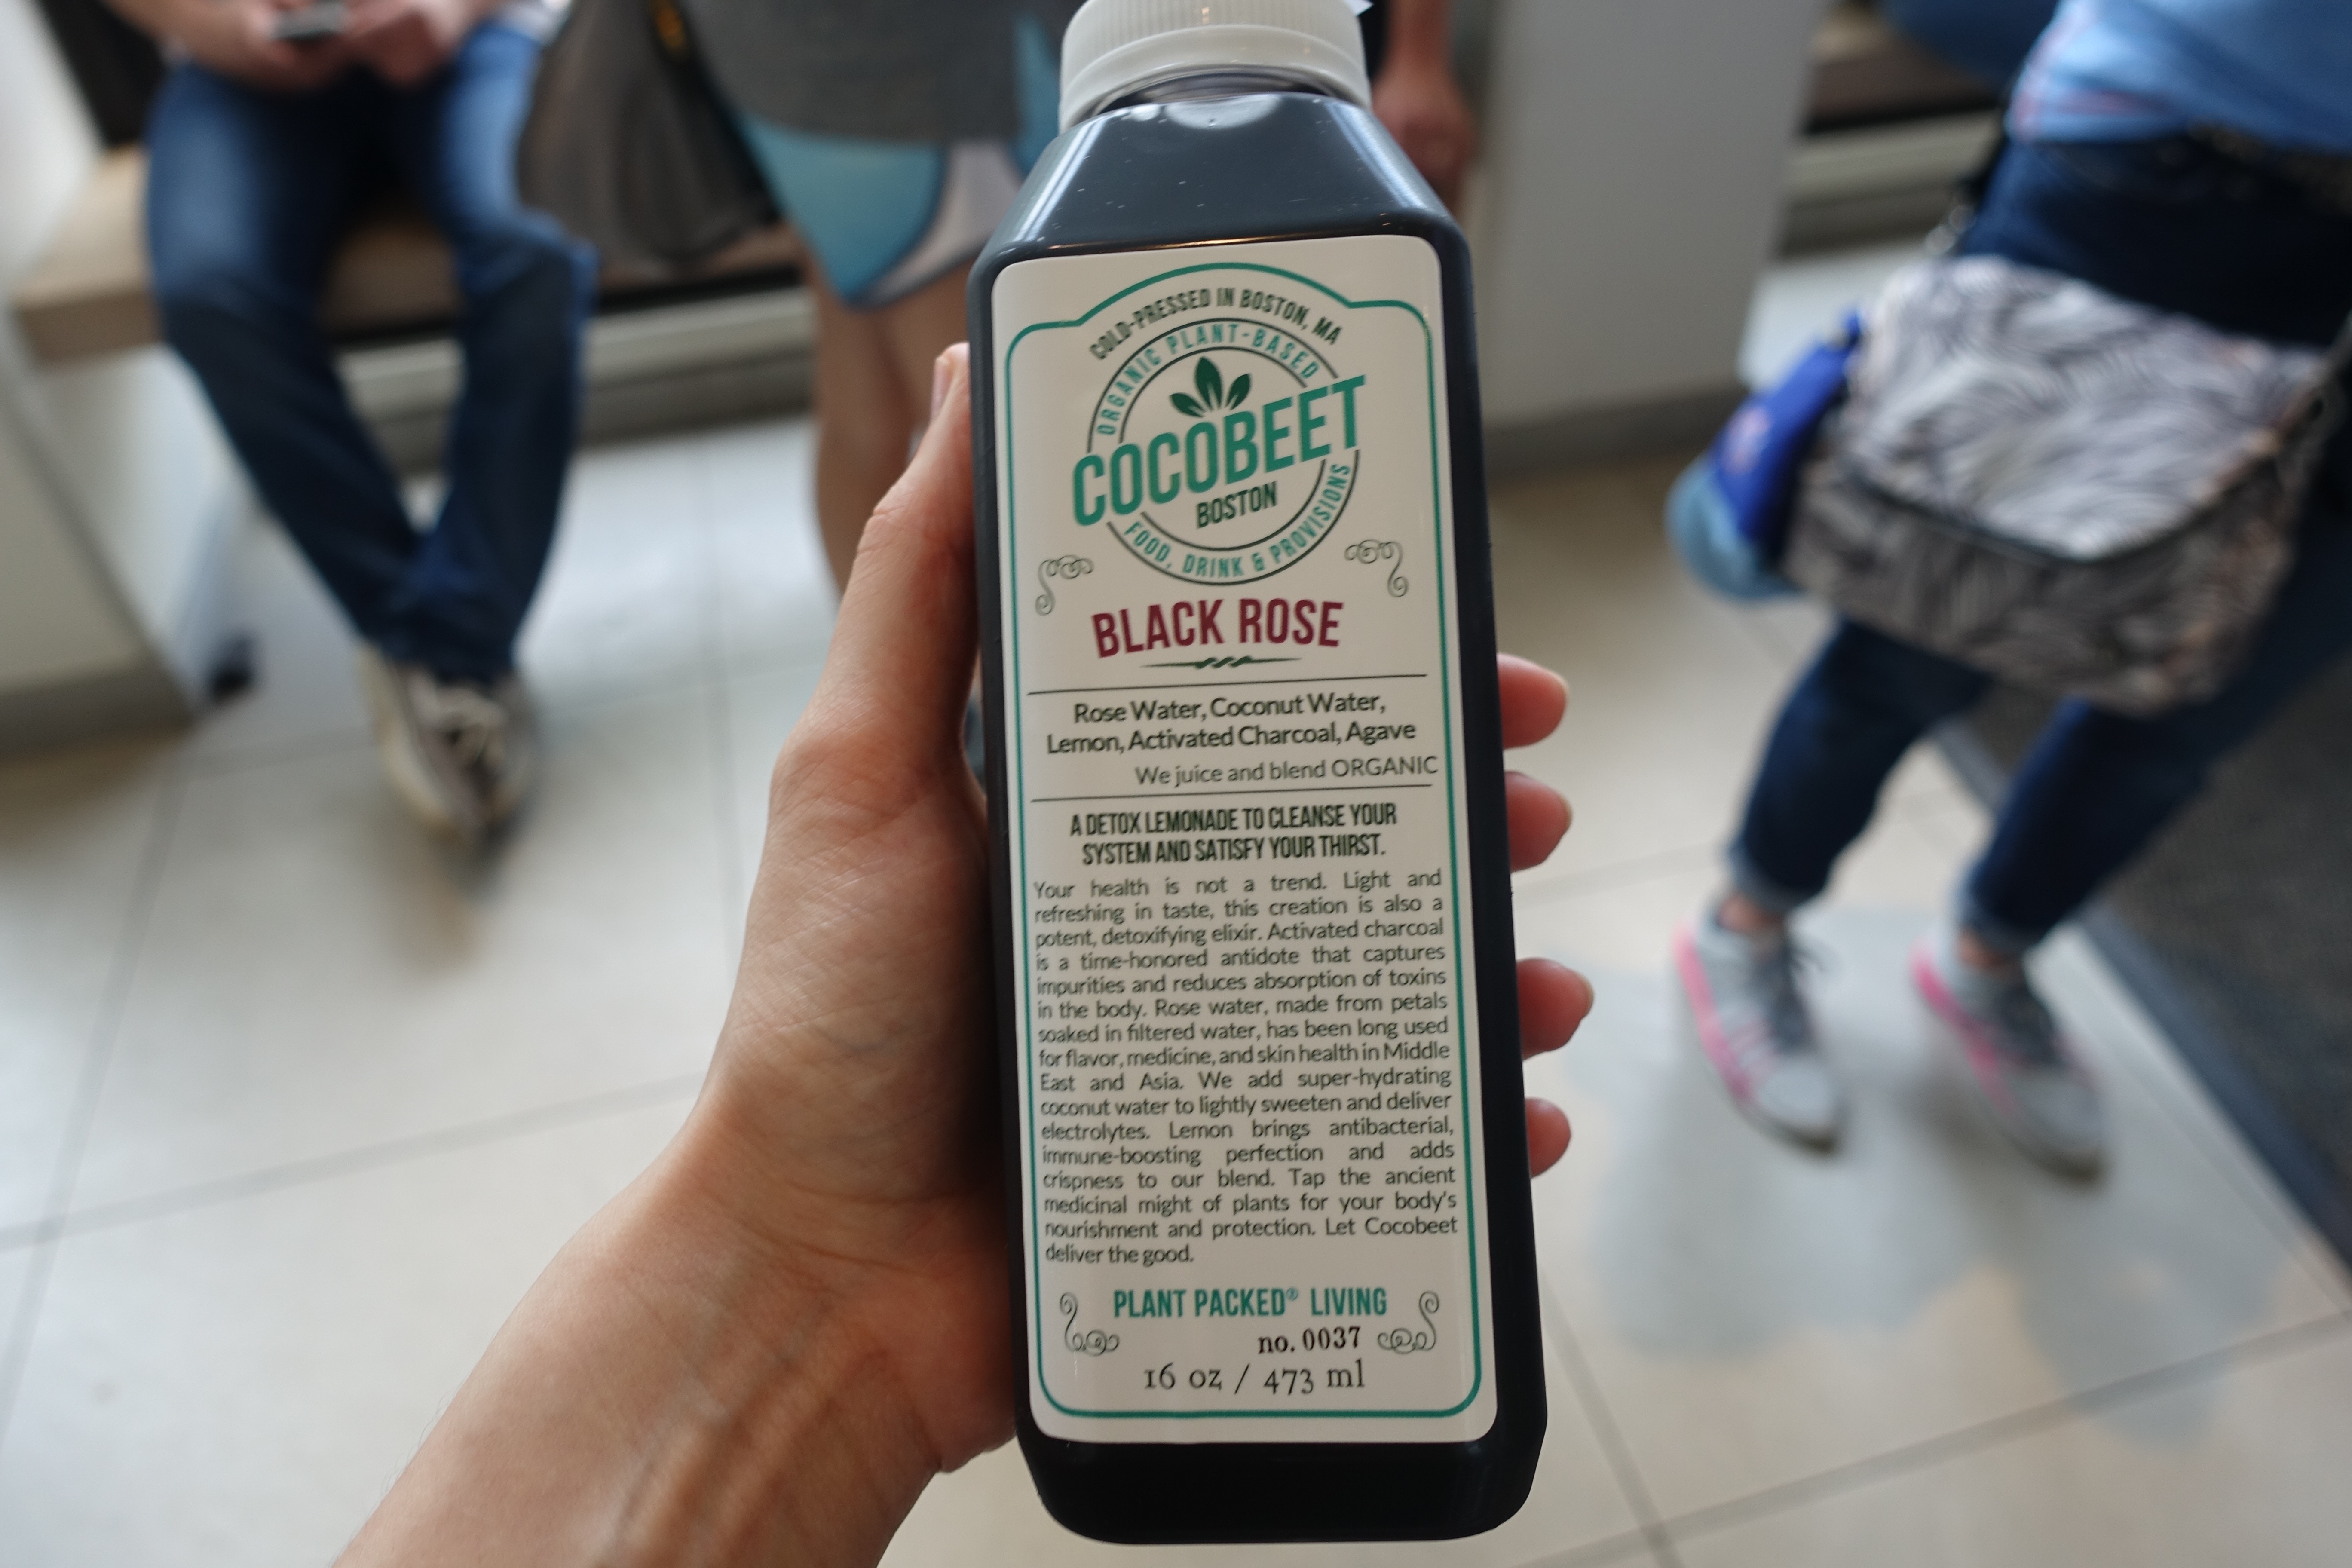 COLD-PRESSED IN BOSTON, MA
ORGANIC PLANT-BASED
COCOBEET
BOSTON
FOOD, DRINK & PROVISIONS
BLACK ROSE
Rose Water, Coconut Water,
Lemon, Activated Charcoal, Agave
We juice and blend ORGANIC
A DETOX LEMONADE TO CLEANSE YOUR
SYSTEM AND SATISFY YOUR THIRST.
Your health is not a trend. Light and
refreshing in taste, this creation is also a
potent, detoxifying elixir. Activated charcoal
is a time-honored antidote that captures
impurities and reduces absorption of toxins
in the body. Rose water, made from petals
soaked in filtered water, has been long used
for flavor, medicine, and skin health in Middle
East and Asia. We add super-hydrating
coconut water to lightly sweeten and deliver
electrolytes. Lemon brings antibacterial,
immune-boosting perfection and adds
crispness to our blend. Tap the ancient
medicinal might of plants for your body's
nourishment and protection. Let Cocobeet
deliver the good.
PLANT PACKED® LIVING
no. 0037
16 oz / 473 ml